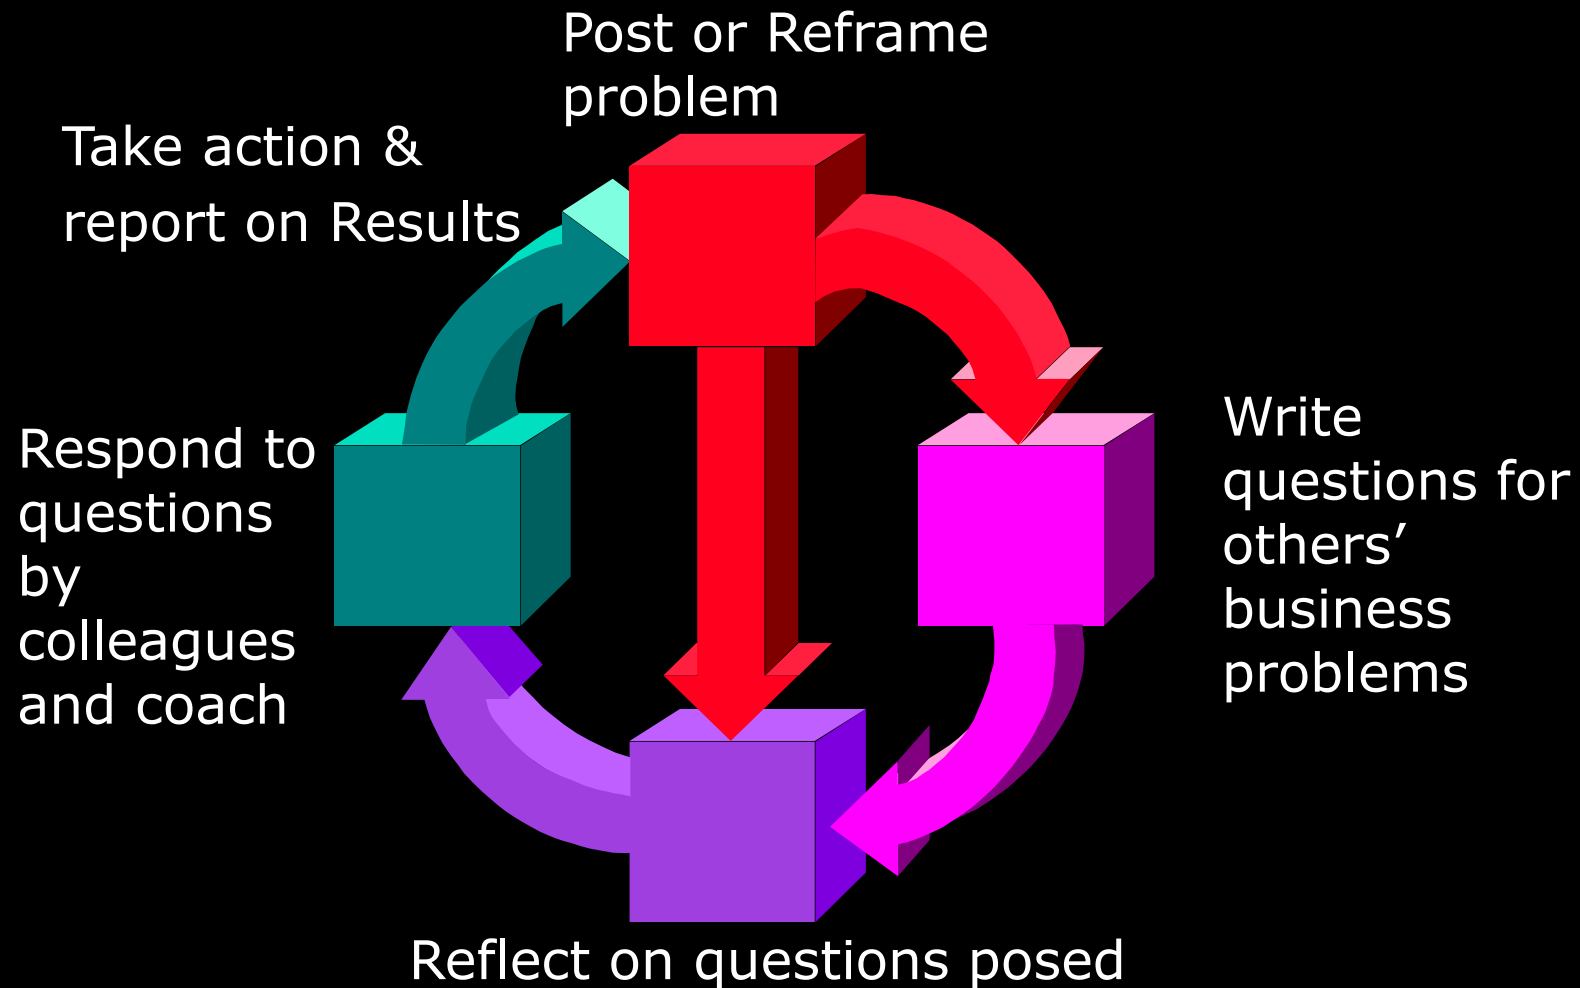 Post or Reframe
problem
Take action &
report on Results
Respond to
questions
by
colleagues
and coach
Write
questions for
others’
business
problems
Reflect on questions posed